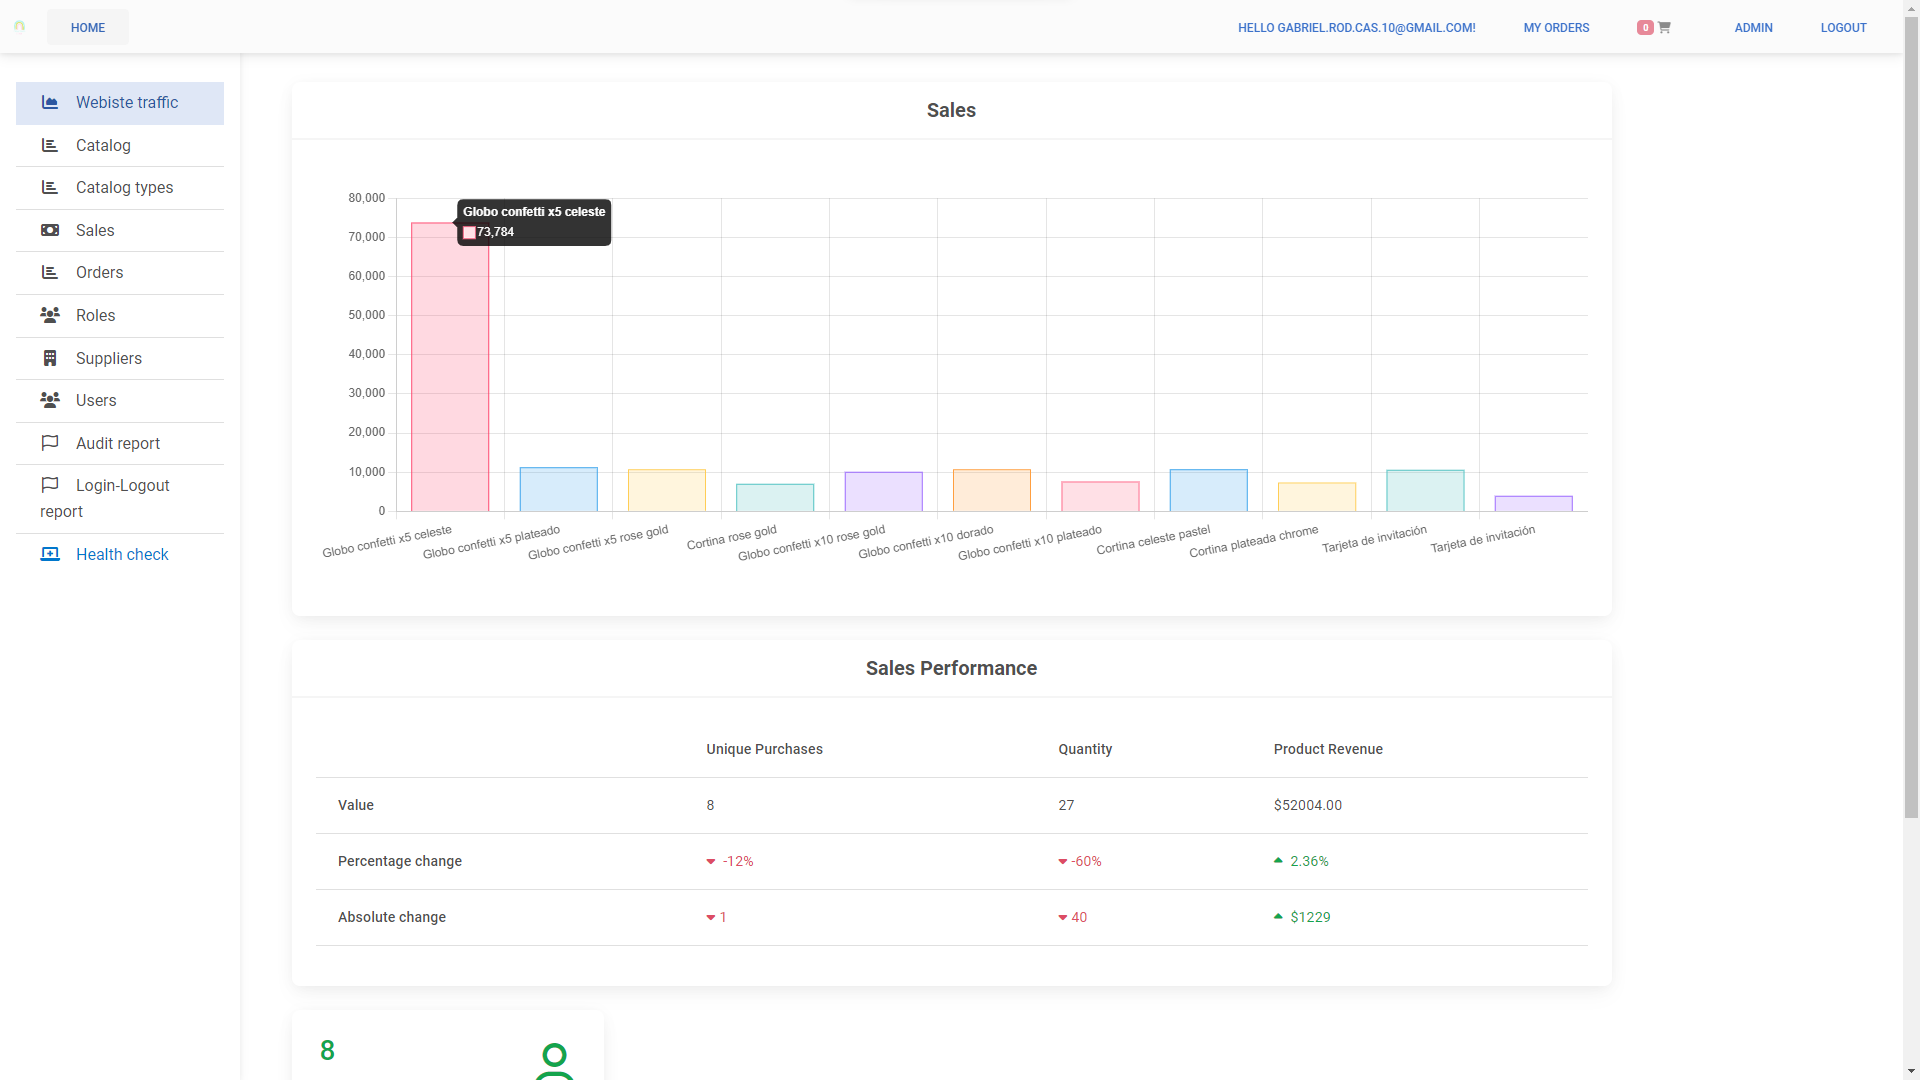 HOME
HELLO GABRIEL.ROD.CAS.10@GMAIL.COM!
MY ORDERS
0
ADMIN
LOGOUT
Webiste traffic
Catalog
Catalog types
Sales
Orders
Roles
Suppliers
Users
Audit report
Login-Logout
report
Health check
Sales
80,000
70,000
60,000
50,000
40,000
30,000
20,000
10,000
0
Globo confetti x5 celeste
73,784
Globo confetti x5 celeste
Globo confetti x5 plateado
Globo confetti x5 rose gold
Cortina rose gold
Globo confetti x10 rose gold
Globo confetti x10 dorado
Globo confetti x10 plateado
Cortina celeste pastel
Cortina plateada chrome
Tarjeta de invitación
Tarjeta de invitación
Sales Performance
Unique Purchases Quantity Product Revenue
Value 8 27 $52004.00
Percentage change -12% -60% 2.36%
Absolute change 1 40 $1229
8